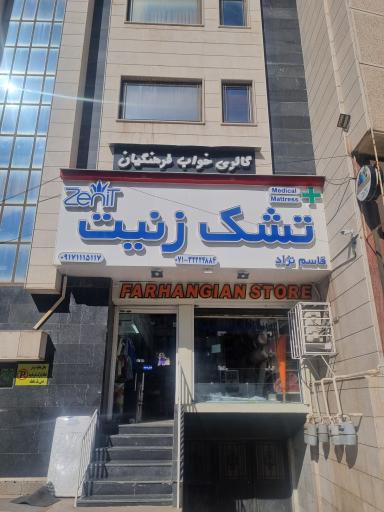 گالری خواب فرهنگیان
Zenit
Medical
Mattress
تشک زنیت
۰۹۱۷۱۱۱۵۱۱۷
۰۷۱-۳۲۲۲۲۸۸۴
قاسم نژاد
FARHANGIAN STORE